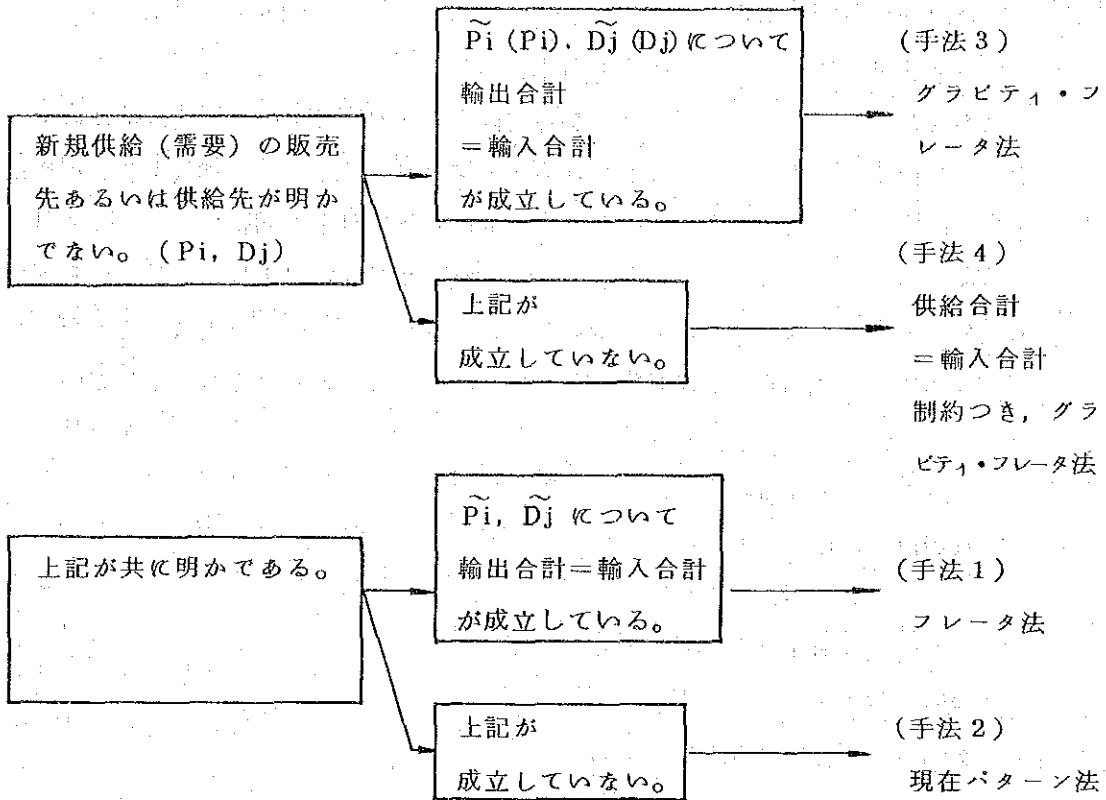 P̃i (Pi). D̃j (Dj) について
輸出合計
＝輸入合計
が成立している。
(手法3)
グラビティ・フ
レータ法
新規供給 (需要) の販売
先あるいは供給先が明か
でない。 (Pi, Dj)
上記が
成立していない。
(手法4)
供給合計
＝輸入合計
制約つき, グラ
ビティ・フレータ法
上記が共に明かである。
P̃i, D̃j について
輸出合計＝輸入合計
が成立している。
(手法1)
フレータ法
上記が
成立していない。
(手法2)
現在パターン法